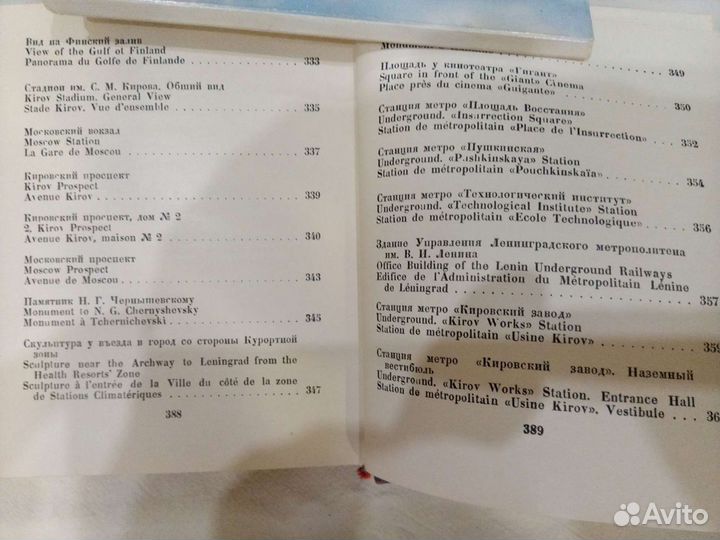 Вид на Финский залив
View of the Gulf of Finland
Panorama du Golfe de Finlande . . . . . . . . 333
Стадион им. С. М. Кирова. Общий вид
Kirov Stadium. General View
Stade Kirov. Vue d'ensemble . . . . . . . . 335
Московский вокзал
Moscow Station
La Gare de Moscou . . . . . . . . 337
Кировский проспект
Kirov Prospect
Avenue Kirov . . . . . . . . 339
Кировский проспект, дом № 2
2, Kirov Prospect
Avenue Kirov, maison № 2 . . . . . . . . 340
Московский проспект
Moscow Prospect
Avenue de Moscou . . . . . . . . 343
Памятник Н. Г. Чернышевскому
Monument to N. G. Chernyshevsky
Monument à Tchernichevski . . . . . . . . 345
Скульптура у въезда в город со стороны Курортной
зоны
Sculpture near the Archway to Leningrad from the
Health Resorts' Zone
Sculpture à l'entrée de la Ville du côté de la zone
de Stations Climatériques . . . . . . . . 347
388
349
Площадь у кинотеатра «Гигант»
Square in front of the «Giant» Cinema
Place près du cinema «Guigante» . . . . . . . . 350
Станция метро «Площадь Восстания»
Underground. «Insurrection Square»
Station de métropolitain «Place de l'Insurrection» . . 352
Станция метро «Пушкинская»
Underground. «Pushkinskaya» Station
Station de métropolitain «Pouchkinskaïa» . . . . . 354
Станция метро «Технологический институт»
Underground. «Technological Institute» Station
Station de métropolitain «Ecole Technologique» . . . 356
Здание Управления Ленинградского метрополитена
им. В. И. Ленина
Office Building of the Lenin Underground Railways
Edifice de l'Administration du Métropolitain Lénine
de Léningrad . . . . . . . . 357
Станция метро «Кировский завод»
Underground. «Kirov Works» Station
Station de métropolitain «Usine Kirov» . . . . . . 359
Станция метро «Кировский завод». Наземный
вестибюль
Underground. «Kirov Works» Station. Entrance Hall
Station de métropolitain «Usine Kirov». Vestibule . . 36
389
Avito